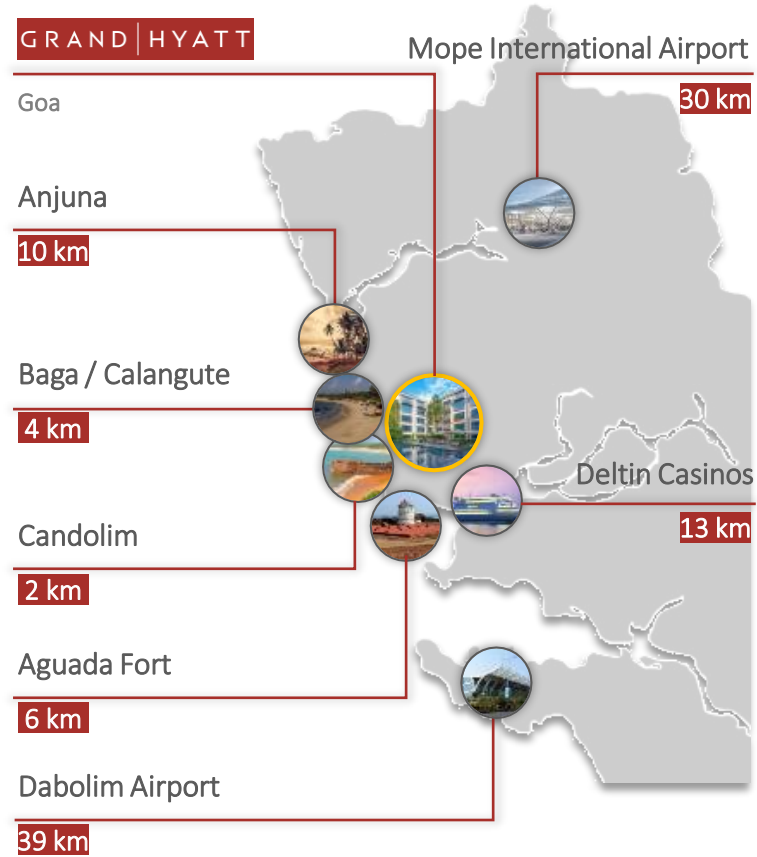 GRAND | HYATT
Goa
Mope International Airport
30 km
Anjuna
10 km
Baga / Calangute
4 km
Deltin Casinos
13 km
Candolim
2 km
Aguada Fort
6 km
Dabolim Airport
39 km